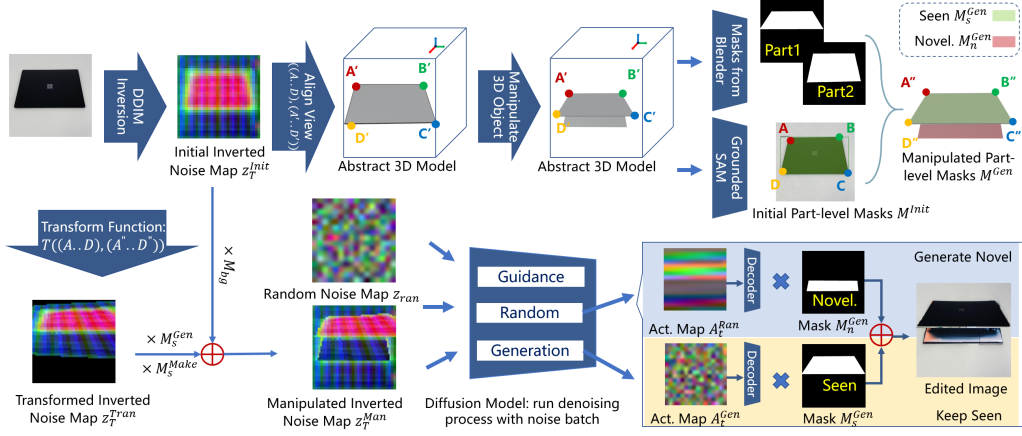 DDIM
Inversion
Initial Inverted
Noise Map $z_T^{Init}$
Align View
((A..D), (A'..D'))
A'
B'
D'
C'
Abstract 3D Model
Manipulate
3D Object
A'
B'
D'
C'
Abstract 3D Model
Masks from
Blender
Part1
Part2
Grounded
SAM
A
B
D
C
Initial Part-level Masks $M^{Init}$
Seen $M_s^{Gen}$
Novel. $M_n^{Gen}$
A"
B"
D"
C"
Manipulated Part-
level Masks $M^{Gen}$
Transform Function:
T((A..D), (A"..D"))
× $M_{bg}$
Transformed Inverted
Noise Map $z_T^{Tran}$
× $M_s^{Gen}$
× $M_s^{Make}$
Random Noise Map $z_{ran}$
Manipulated Inverted
Noise Map $z_T^{Man}$
Guidance
Random
Generation
Diffusion Model: run denoising
process with noise batch
Act. Map $A_t^{Ran}$
Decoder
Novel.
Mask $M_n^{Gen}$
Generate Novel
Act. Map $A_t^{Gen}$
Decoder
Seen
Mask $M_s^{Gen}$
Edited Image
Keep Seen